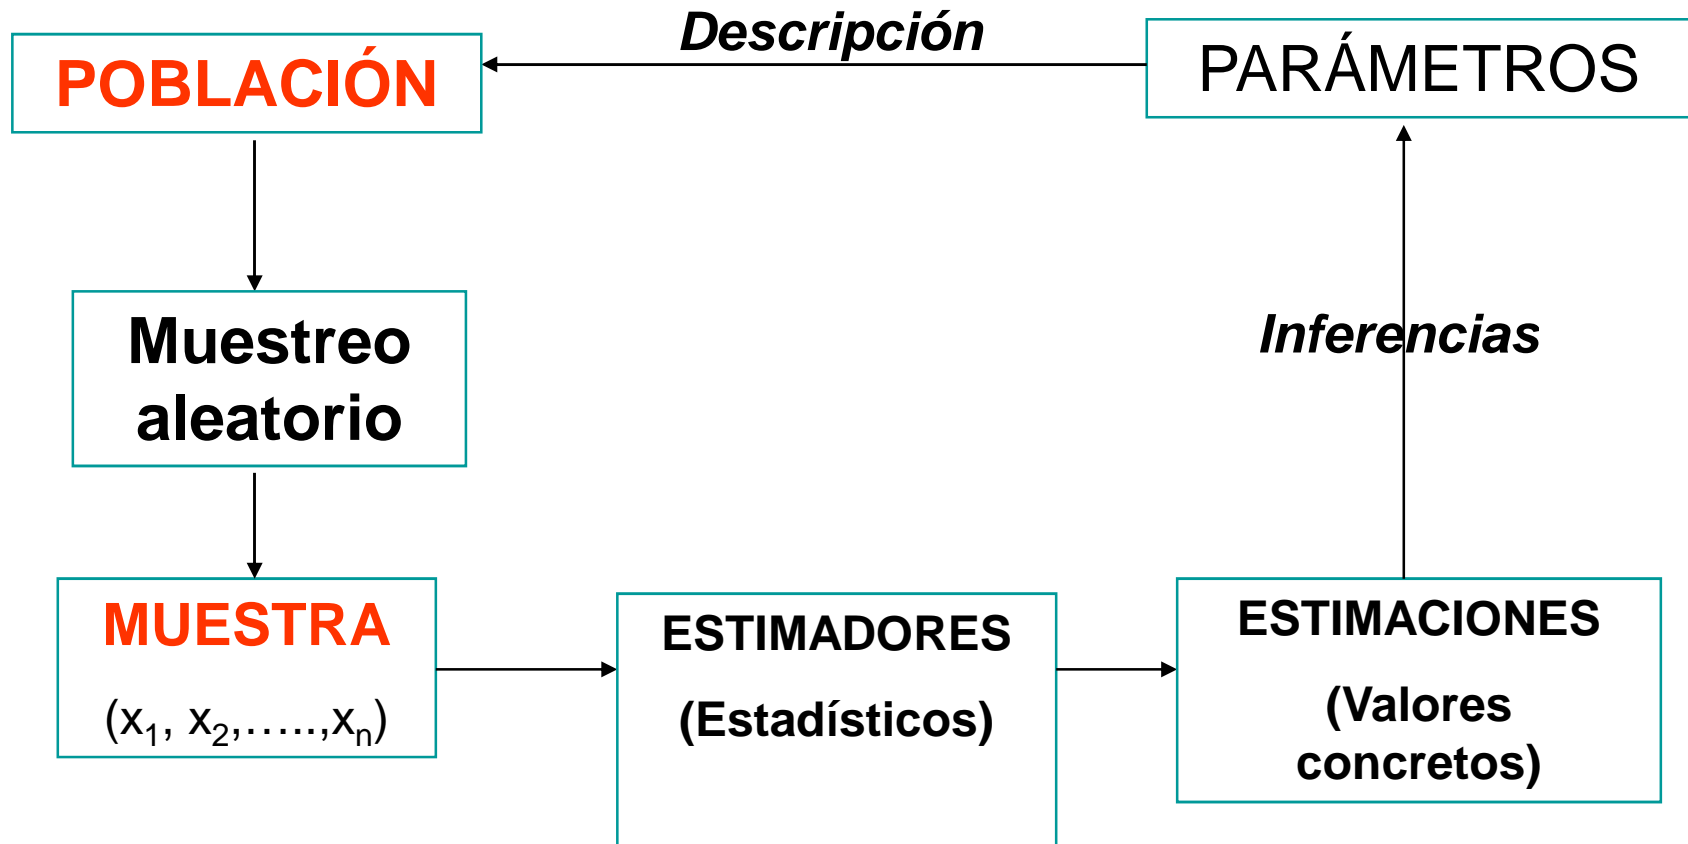 Descripción
POBLACIÓN
PARÁMETROS
Muestreo
aleatorio
Inferencias
MUESTRA
(x1, x2,…..,xn)
ESTIMADORES
(Estadísticos)
ESTIMACIONES
(Valores
concretos)